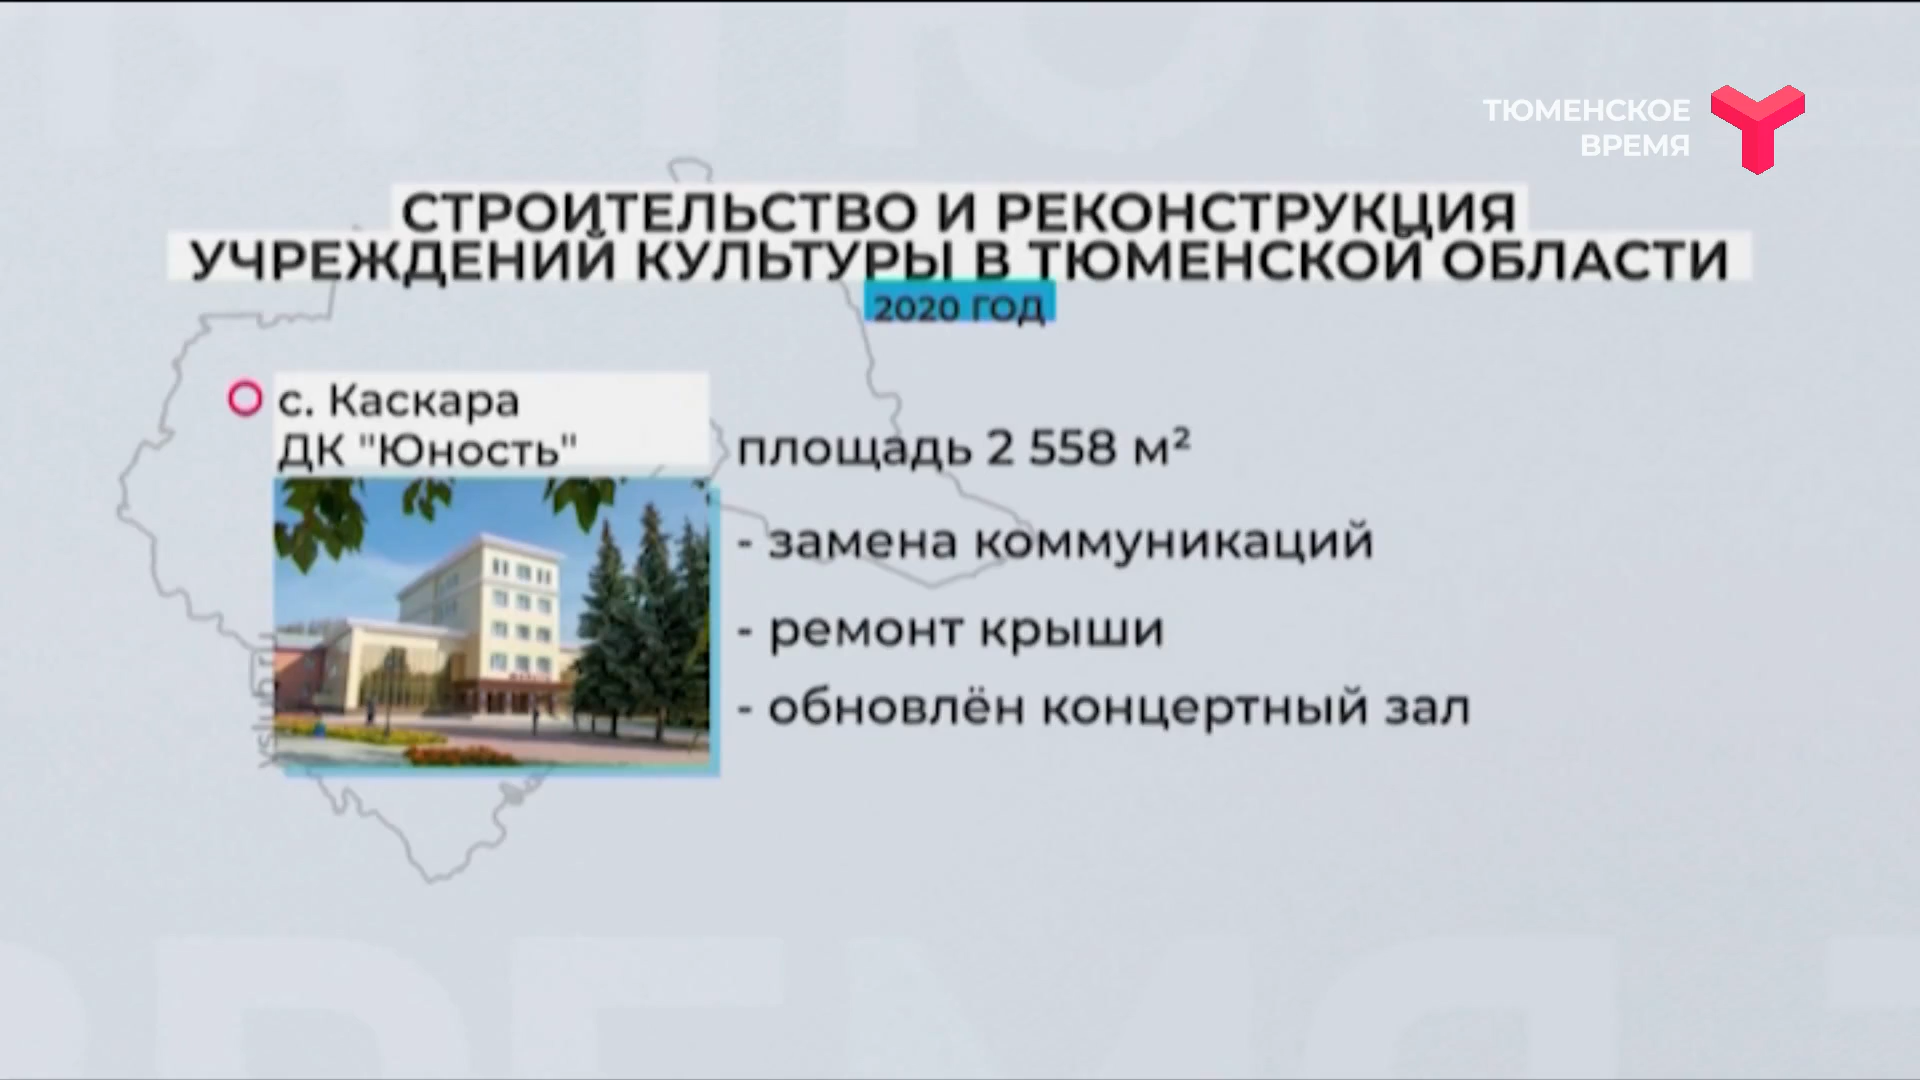 ТЮМЕНСКОЕ
ВРЕМЯ
СТРОИТЕЛЬСТВО И РЕКОНСТРУКЦИЯ
УЧРЕЖДЕНИЙ КУЛЬТУРЫ В ТЮМЕНСКОЙ ОБЛАСТИ
2020 ГОД
с. Каскара
ДК "Юность"
площадь 2 558 м²
- замена коммуникаций
- ремонт крыши
- обновлён концертный зал